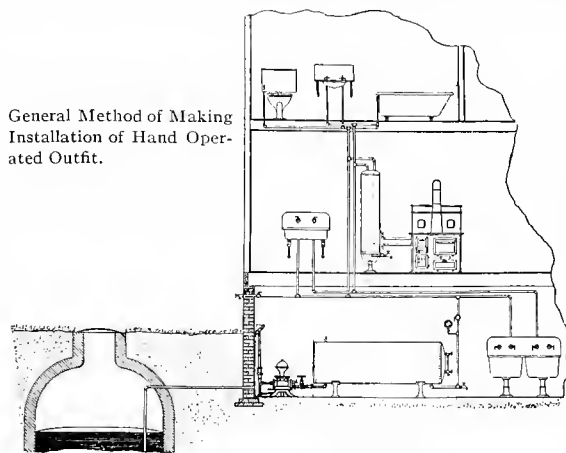 General Method of Making
Installation of Hand Oper-
ated Outfit.